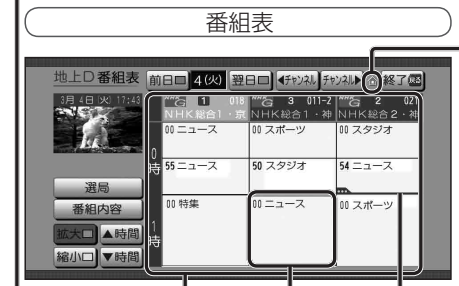 番組表
地上D 番組表 前日 4(火) 翌日 ◀チャンネル チャンネル▶ 終了 戻る
3月 4日(火) 17:43
NHK G 1 018 NHK G 3 011-2 NHK G 2 021
NHK総合1・京 NHK総合1・神 NHK総合2・神
0時
00 ニュース 00 スポーツ 00 スタジオ
55 ニュース 50 スタジオ 54 ニュース
1時
00 特集 00 ニュース 00 スポーツ
選局
番組内容
拡大 ▲時間
縮小 ▼時間